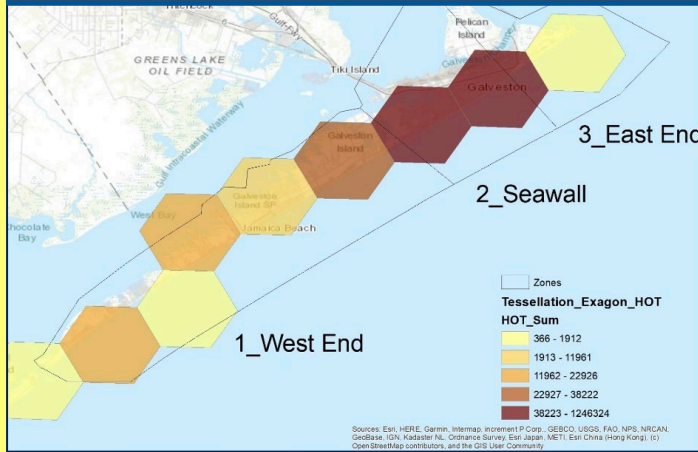 GREENS LAKE
OIL FIELD
Gulf Intracoastal Waterway
Tiki Island
Pelican
Island
Galveston
3_East End
Galveston
Island
2_Seawall
Galveston
Island SP
Jamaica Beach
West Bay
Chocolate
Bay
1_West End
Zones
Tessellation_Exagon_HOT
HOT_Sum
366 - 1912
1913 - 11961
11962 - 22926
22927 - 38222
38223 - 1246324
Sources: Esri, HERE, Garmin, Intermap, increment P Corp., GEBCO, USGS, FAO, NPS, NRCAN,
GeoBase, IGN, Kadaster NL, Ordnance Survey, Esri Japan, METI, Esri China (Hong Kong), (c)
OpenStreetMap contributors, and the GIS User Community